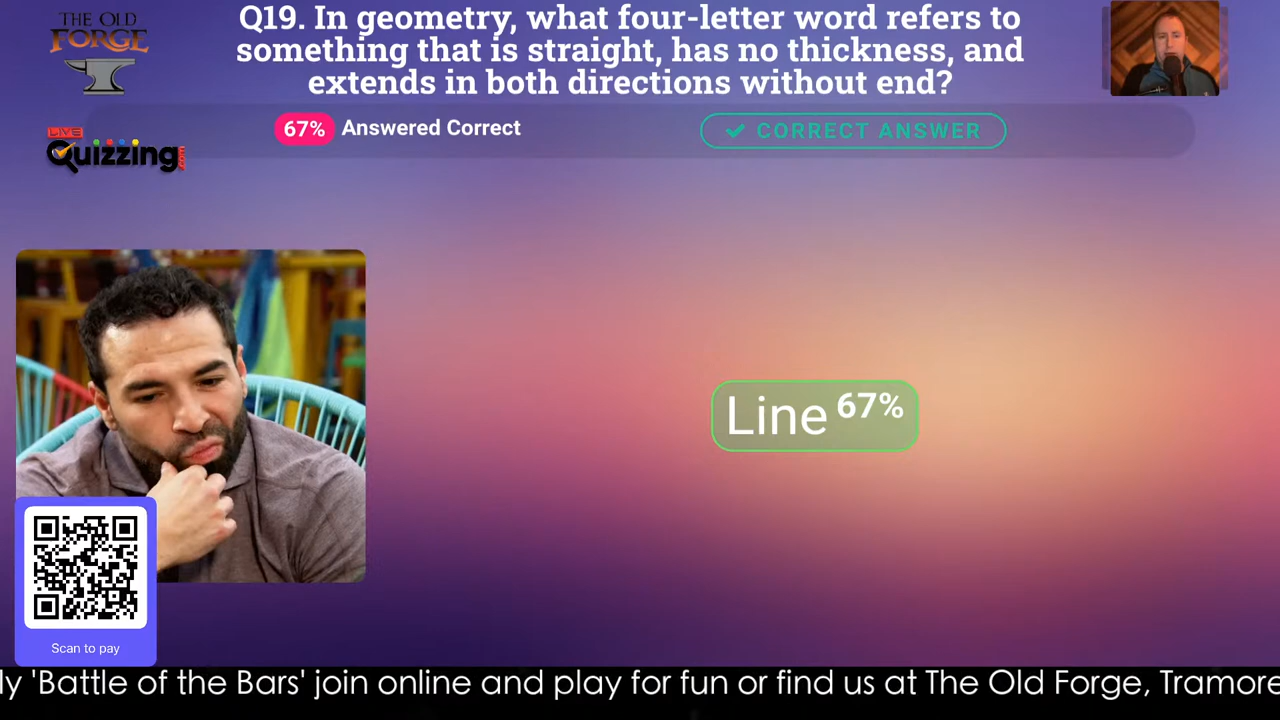 THE OLD
FORGE
Q19. In geometry, what four-letter word refers to
something that is straight, has no thickness, and
extends in both directions without end?
67% Answered Correct
CORRECT ANSWER
LIVE
Quizzing
Line 67%
Scan to pay
ly 'Battle of the Bars' join online and play for fun or find us at The Old Forge, Tramore